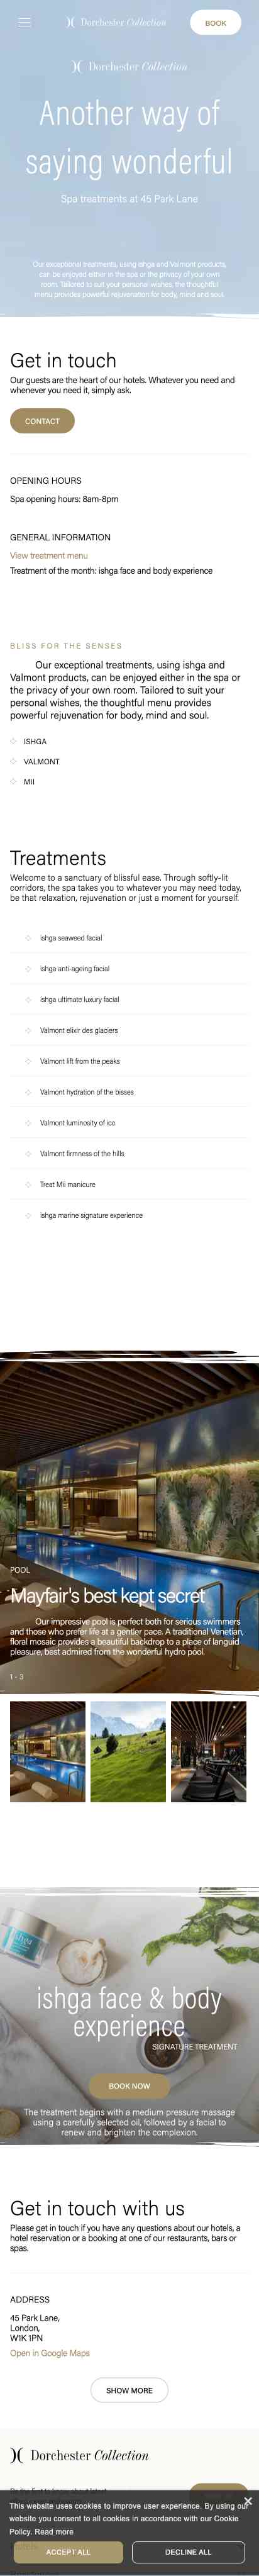 Dorchester Collection
BOOK
Dorchester Collection
Another way of
saying wonderful
Spa treatments at 45 Park Lane
Our exceptional treatments, using ishga and Valmont products,
can be enjoyed either in the spa or the privacy of your own
room. Tailored to suit your personal wishes, the thoughtful
menu provides powerful rejuvenation for body, mind and soul.
Get in touch
Our guests are the heart of our hotels. Whatever you need and
whenever you need it, simply ask.
CONTACT
OPENING HOURS
Spa opening hours: 8am-8pm
GENERAL INFORMATION
View treatment menu
Treatment of the month: ishga face and body experience
BLISS FOR THE SENSES
Our exceptional treatments, using ishga and
Valmont products, can be enjoyed either in the spa or
the privacy of your own room. Tailored to suit your
personal wishes, the thoughtful menu provides
powerful rejuvenation for body, mind and soul.
ISHGA
VALMONT
MII
Treatments
Welcome to a sanctuary of blissful ease. Through softly-lit
corridors, the spa takes you to whatever you may need today,
be that relaxation, rejuvenation or just a moment for yourself.
ishga seaweed facial
ishga anti-ageing facial
ishga ultimate luxury facial
Valmont elixir des glaciers
Valmont lift from the peaks
Valmont hydration of the bisses
Valmont luminosity of ice
Valmont firmness of the hills
Treat Mii manicure
ishga marine signature experience
POOL
Mayfair's best kept secret
Our impressive pool is perfect both for serious swimmers
and those who prefer life at a gentler pace. A traditional Venetian,
floral mosaic provides a beautiful backdrop to a place of languid
pleasure, best admired from the wonderful hydro pool.
1 - 3
ishga
ishga face & body
experience
SIGNATURE TREATMENT
BOOK NOW
The treatment begins with a medium pressure massage
using a carefully selected oil, followed by a facial to
renew and brighten the complexion.
Get in touch with us
Please get in touch if you have any questions about our hotels, a
hotel reservation or a booking at one of our restaurants, bars or
spas.
ADDRESS
45 Park Lane,
London,
W1K 1PN
Open in Google Maps
SHOW MORE
Dorchester Collection
This website uses cookies to improve user experience. By using our
website you consent to all cookies in accordance with our Cookie
Policy. Read more
ACCEPT ALL
DECLINE ALL